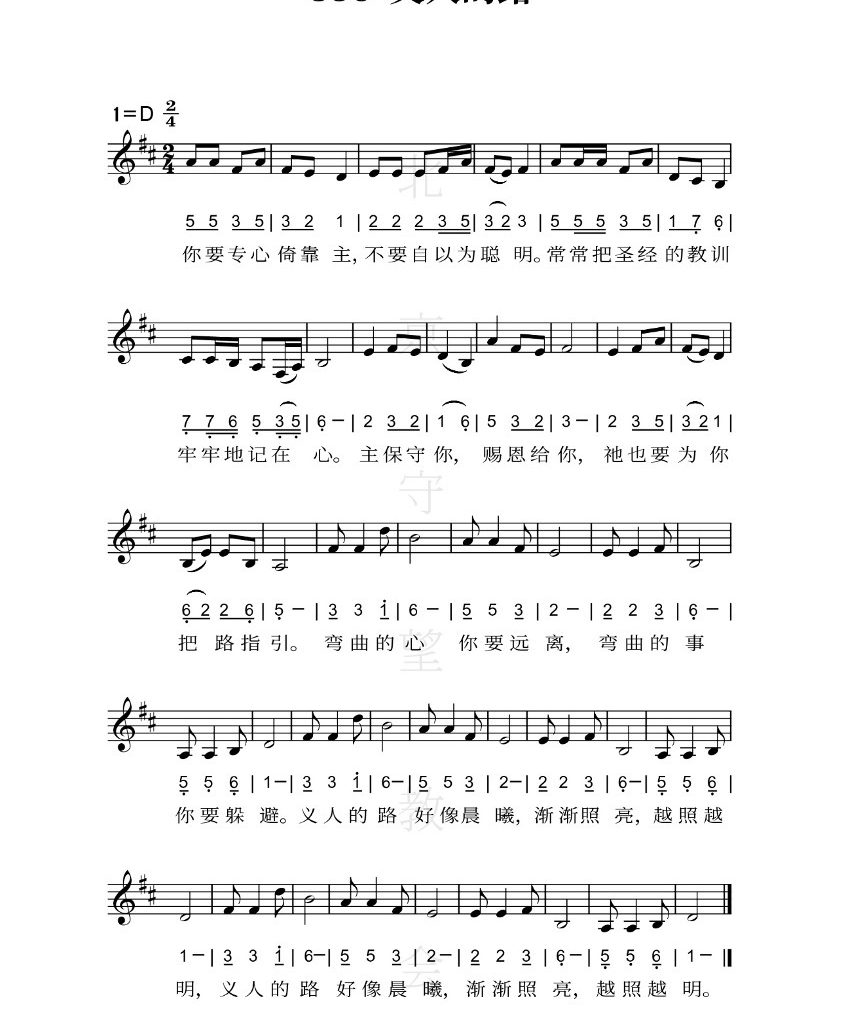 1=D 2/4
5 5 3 5 | 3 2 1 | 2 2 2 3 5 | 3 2 3 | 5 5 5 3 5 | 1 7 6 |
你要专心倚靠 主,不要自以为聪 明。常常把圣经的教训
7 7 6 5 3 5 | 6 - | 2 3 2 | 1 6 | 5 3 2 | 3 - | 2 3 5 | 3 2 1 |
牢牢地记在 心。主保守你, 赐恩给你, 祂也要为你
6 2 2 6 | 5 - | 3 3 1 | 6 - | 5 5 3 | 2 - | 2 2 3 | 6 - |
把 路指引。 弯曲的心 你要远 离, 弯曲的 事
5 5 6 | 1 - | 3 3 1 | 6 - | 5 5 3 | 2 - | 2 2 3 | 6 - | 5 5 6 |
你要躲 避。义人的路 好像晨 曦,渐渐照 亮,越照越
1 - | 3 3 1 | 6 - | 5 5 3 | 2 - | 2 2 3 | 6 - | 5 5 6 | 1 - ‖
明, 义人的 路 好像晨 曦,渐渐照 亮, 越照越 明。
北
京
守
望
教
会